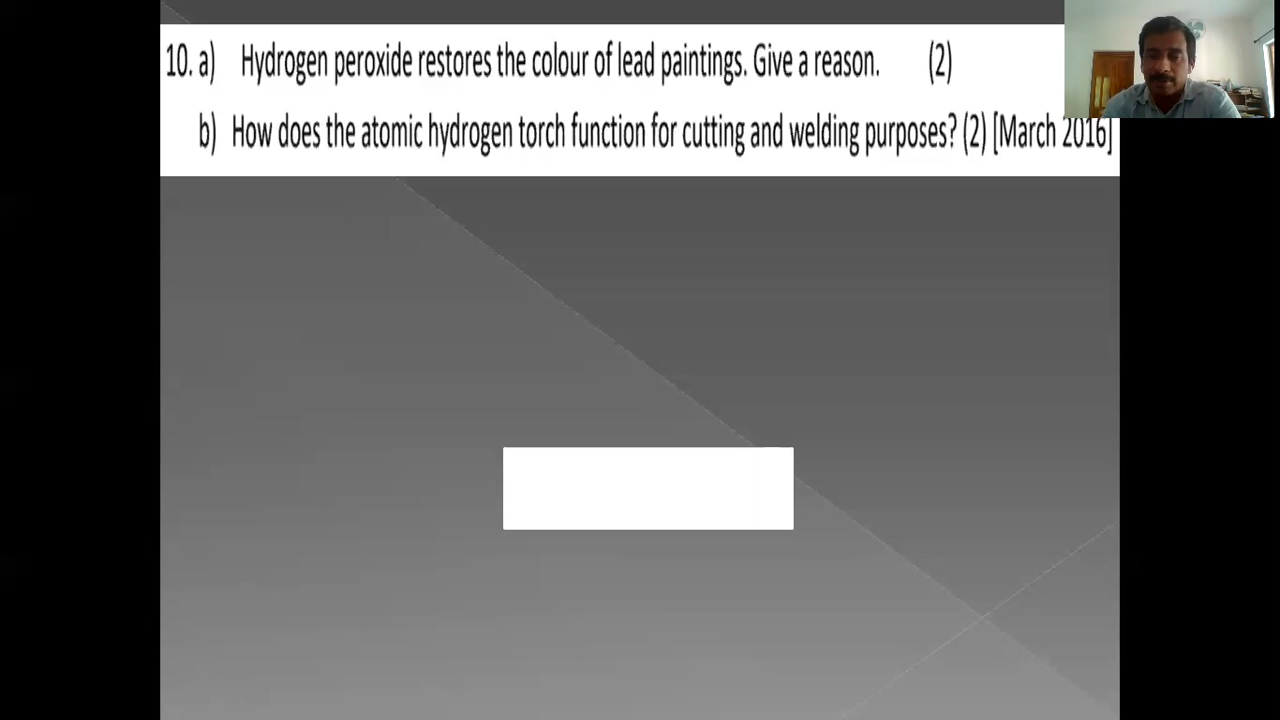 10. a) Hydrogen peroxide restores the colour of lead paintings. Give a reason. (2)
b) How does the atomic hydrogen torch function for cutting and welding purposes? (2) [March 2016]